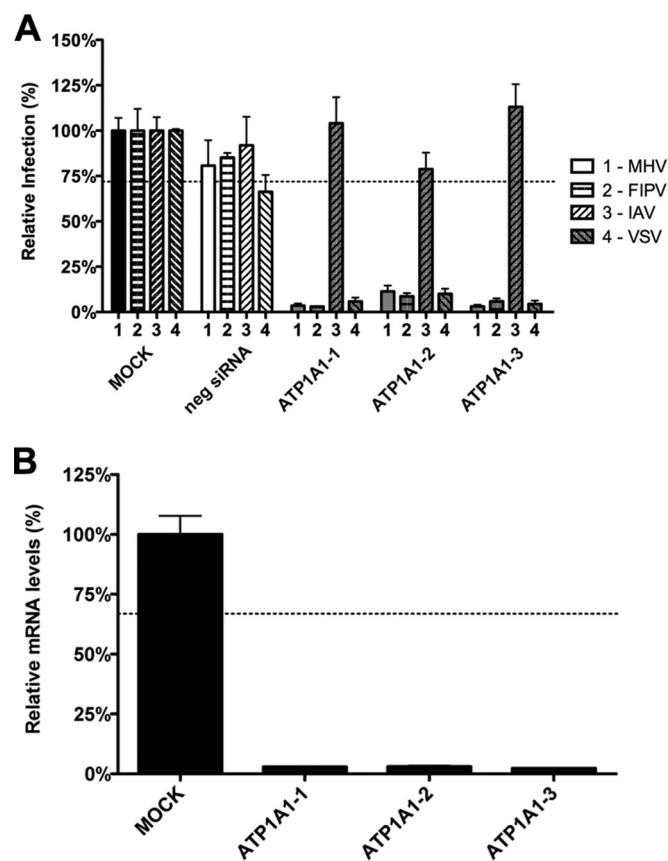 A
Relative Infection (%)
150%
125%
100%
75%
50%
25%
0%
1 2 3 4 1 2 3 4 1 2 3 4 1 2 3 4 1 2 3 4
MOCK
neg siRNA
ATP1A1-1
ATP1A1-2
ATP1A1-3
1 - MHV
2 - FIPV
3 - IAV
4 - VSV
B
Relative mRNA levels (%)
125%
100%
75%
50%
25%
0%
MOCK
ATP1A1-1
ATP1A1-2
ATP1A1-3